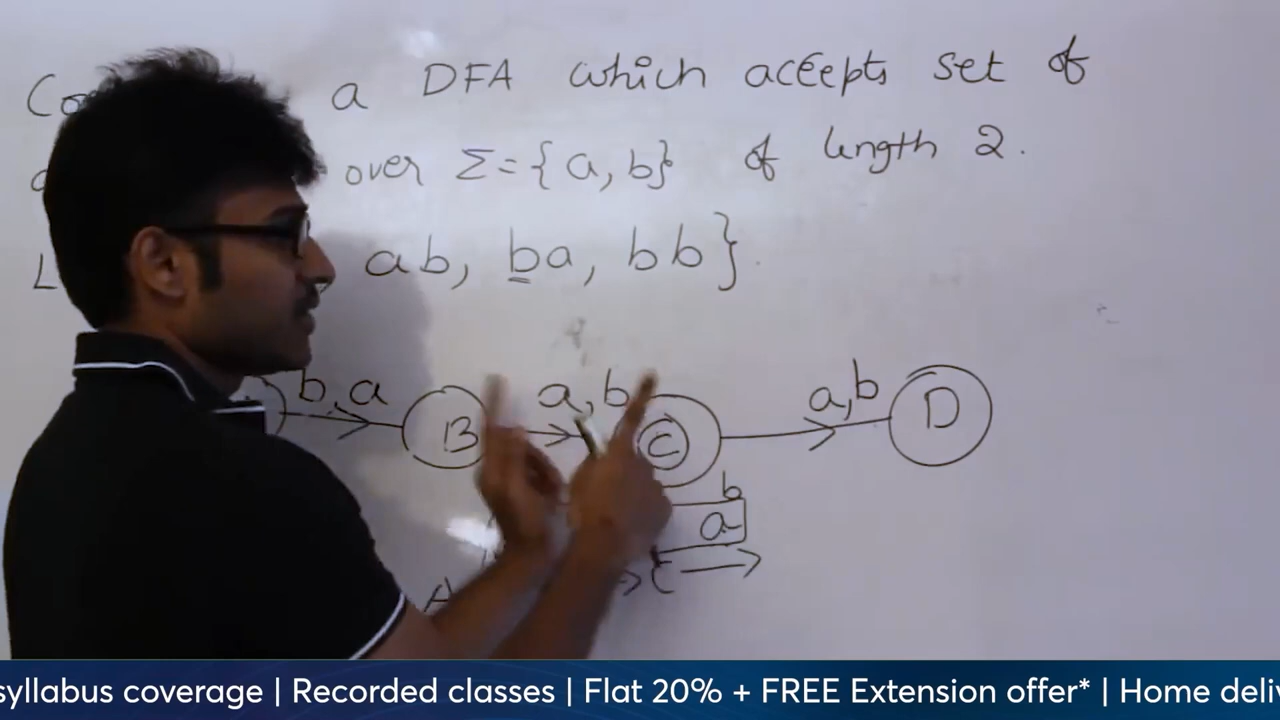 a DFA which accepts set of
over Σ={a,b} of length 2.
L ab, ba, bb}.
b,a B a,b C a,b D
b
a
A C
syllabus coverage | Recorded classes | Flat 20% + FREE Extension offer* | Home